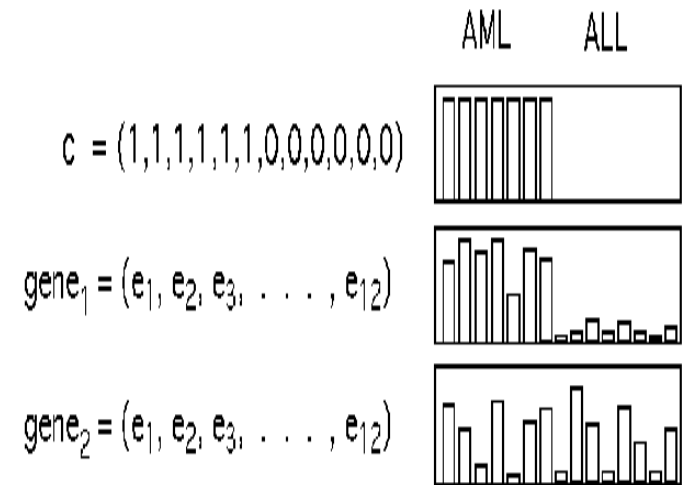 AML ALL
c = (1,1,1,1,1,1,0,0,0,0,0,0)
gene₁ = (e₁, e₂, e₃, . . . , e₁₂)
gene₂ = (e₁, e₂, e₃, . . . , e₁₂)